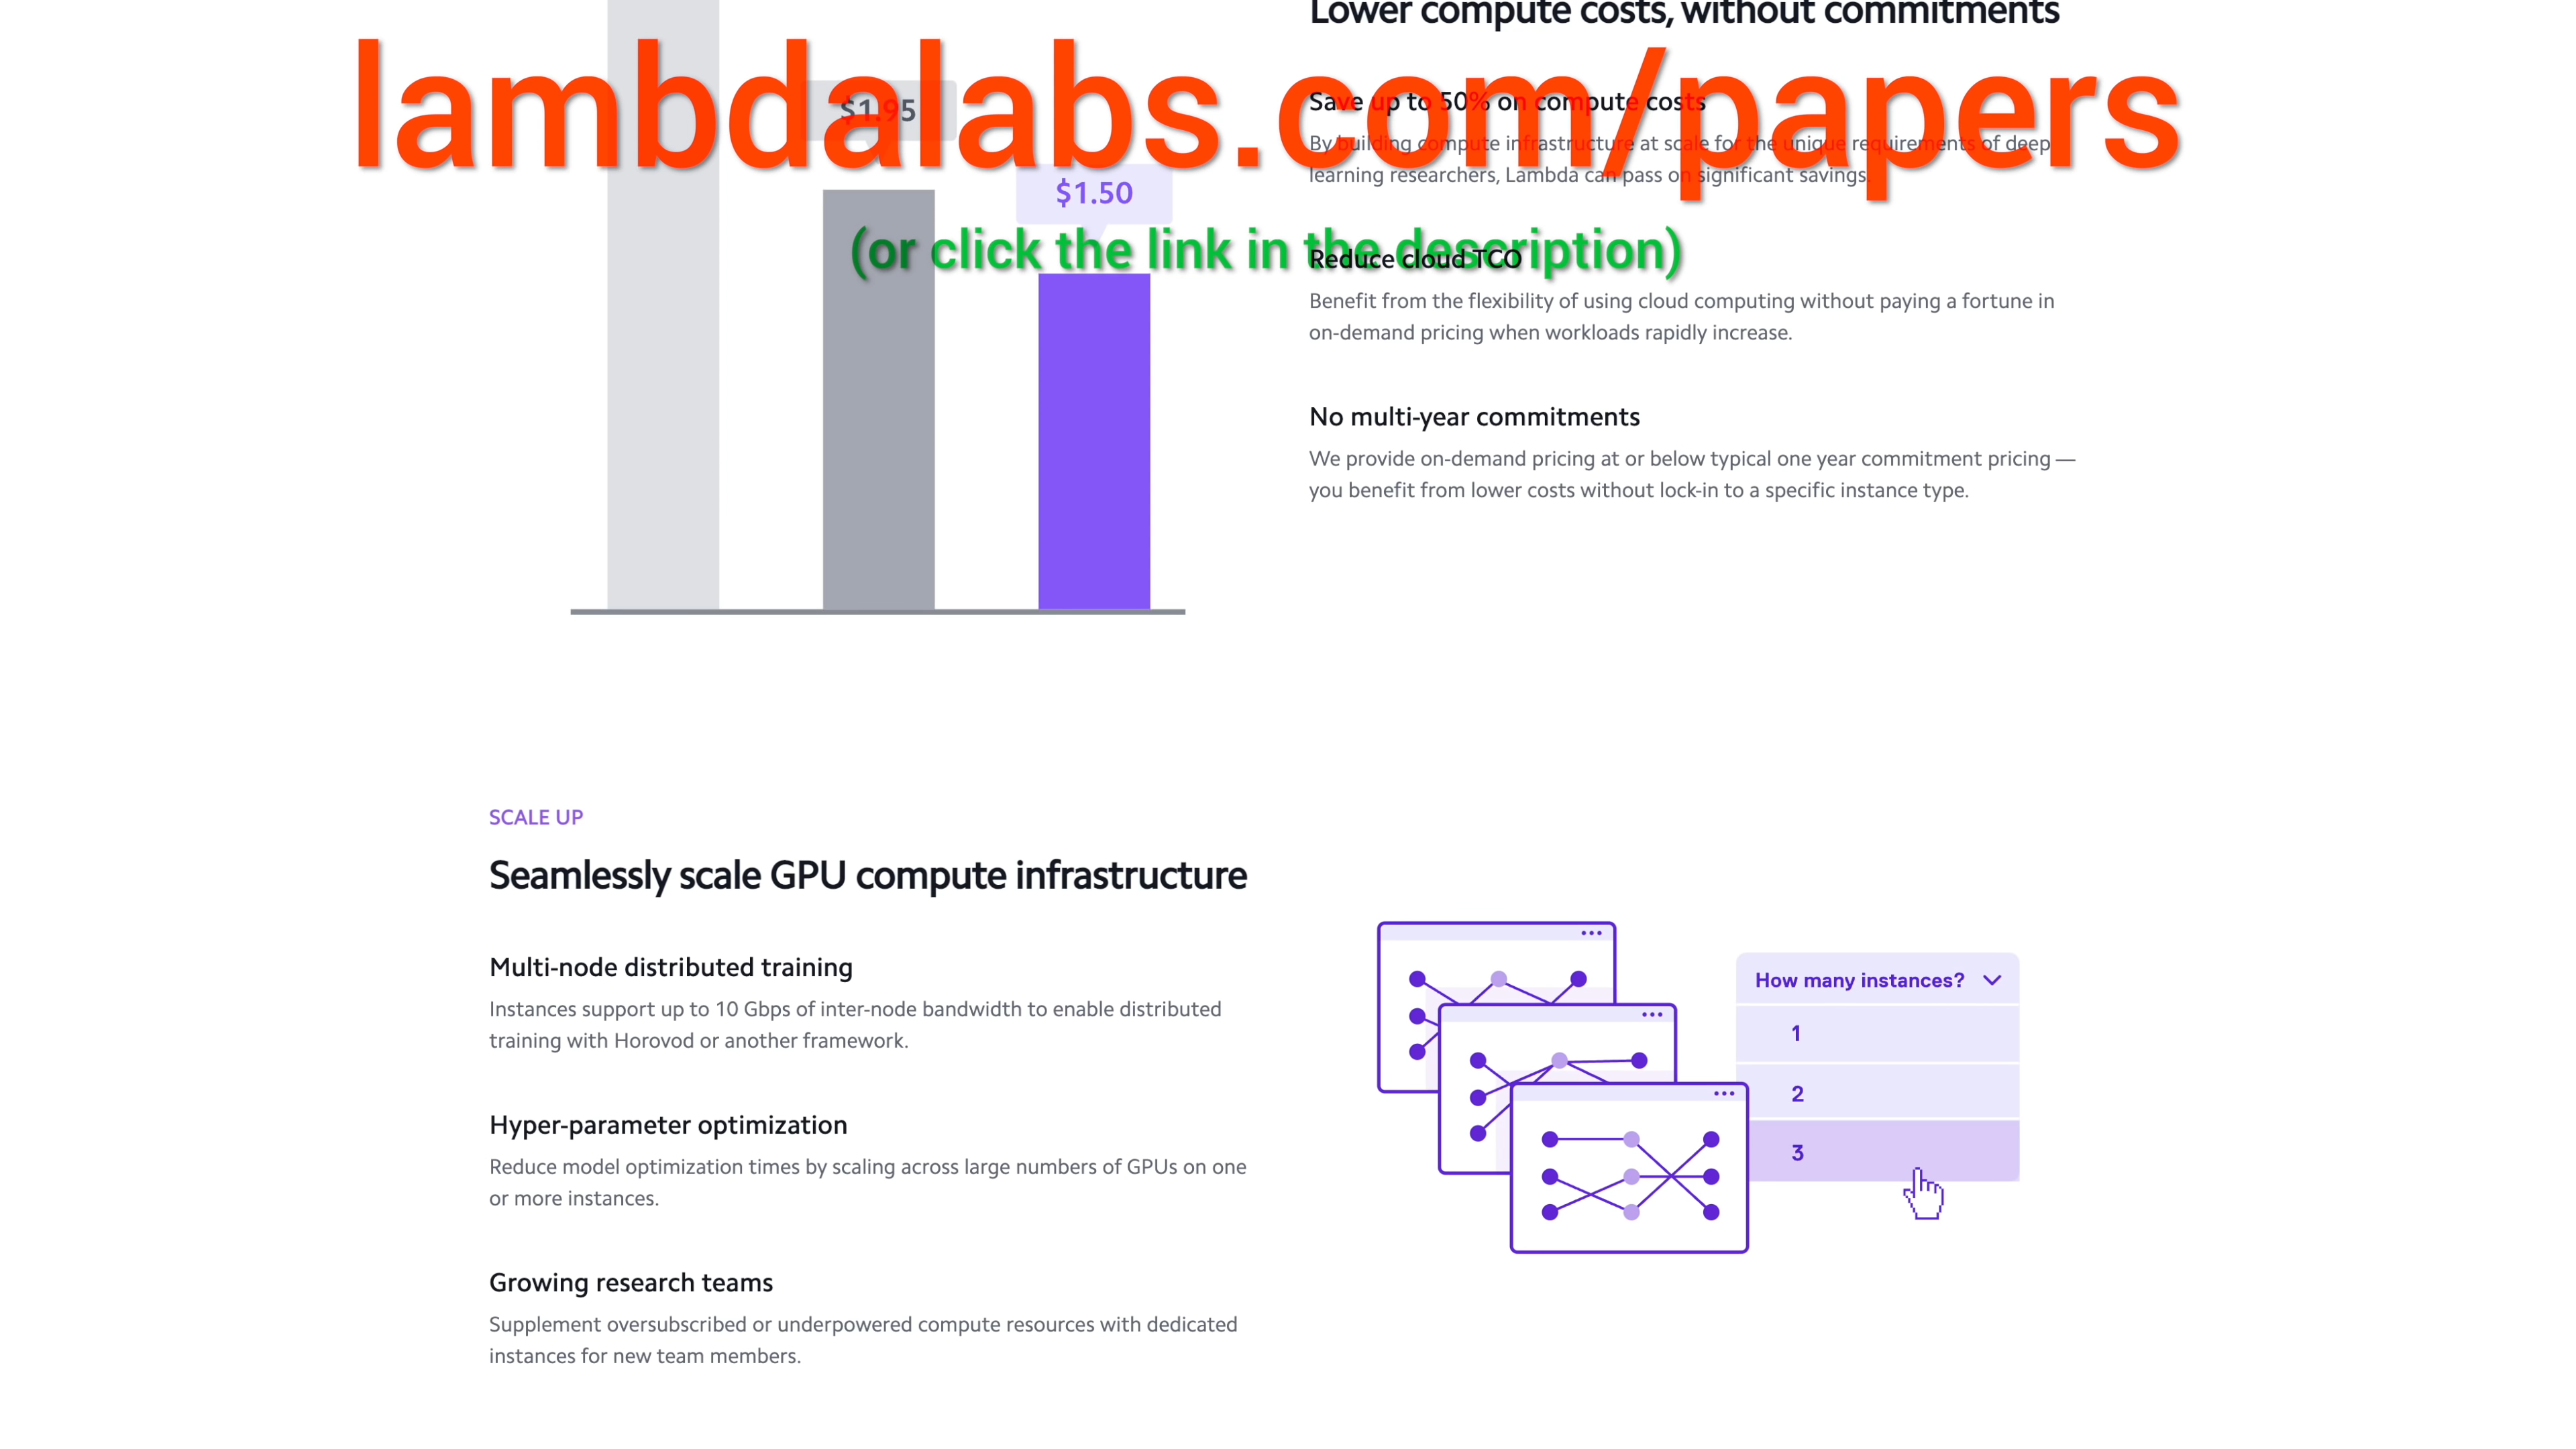 Lower compute costs, without commitments
lambdalabs.com/papers
$1.95
Save up to 50% on compute costs
By building compute infrastructure at scale for the unique requirements of deep
learning researchers, Lambda can pass on significant savings.
$1.50
(or click the link in the description)
Reduce cloud TCO
Benefit from the flexibility of using cloud computing without paying a fortune in
on-demand pricing when workloads rapidly increase.
No multi-year commitments
We provide on-demand pricing at or below typical one year commitment pricing —
you benefit from lower costs without lock-in to a specific instance type.
SCALE UP
Seamlessly scale GPU compute infrastructure
Multi-node distributed training
Instances support up to 10 Gbps of inter-node bandwidth to enable distributed
training with Horovod or another framework.
Hyper-parameter optimization
Reduce model optimization times by scaling across large numbers of GPUs on one
or more instances.
Growing research teams
Supplement oversubscribed or underpowered compute resources with dedicated
instances for new team members.
How many instances?
1
2
3